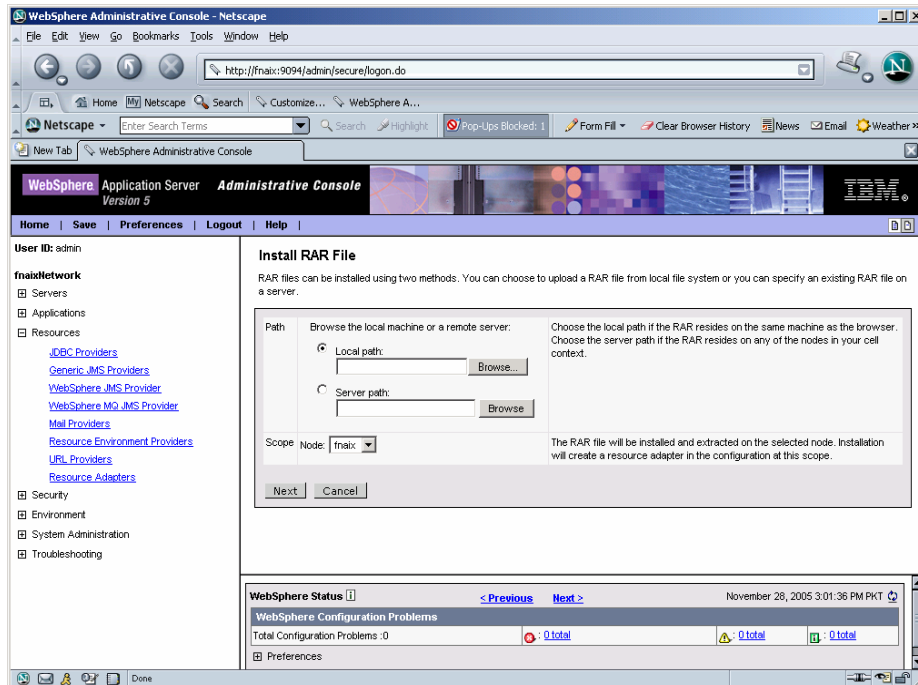 WebSphere Administrative Console - Netscape
File Edit View Go Bookmarks Tools Window Help
http://fnaix:9094/admin/secure/logon.do
Home My Netscape Search Customize... WebSphere A...
Netscape Enter Search Terms Search Highlight Pop-Ups Blocked: 1 Form Fill Clear Browser History News Email Weather
New Tab WebSphere Administrative Console
WebSphere Application Server Administrative Console
Version 5
IBM.
Home | Save | Preferences | Logout | Help |
User ID: admin
fnaixNetwork
Servers
Applications
Resources
JDBC Providers
Generic JMS Providers
WebSphere JMS Provider
WebSphere MQ JMS Provider
Mail Providers
Resource Environment Providers
URL Providers
Resource Adapters
Security
Environment
System Administration
Troubleshooting
Install RAR File
RAR files can be installed using two methods. You can choose to upload a RAR file from local file system or you can specify an existing RAR file on
a server.
Path
Browse the local machine or a remote server:
Local path:
Browse...
Server path:
Browse
Choose the local path if the RAR resides on the same machine as the browser.
Choose the server path if the RAR resides on any of the nodes in your cell
context.
Scope Node: fnaix
The RAR file will be installed and extracted on the selected node. Installation
will create a resource adapter in the configuration at this scope.
Next Cancel
WebSphere Status i < Previous Next > November 28, 2005 3:01:36 PM PKT
WebSphere Configuration Problems
Total Configuration Problems :0 : 0 total : 0 total : 0 total
Preferences
Done